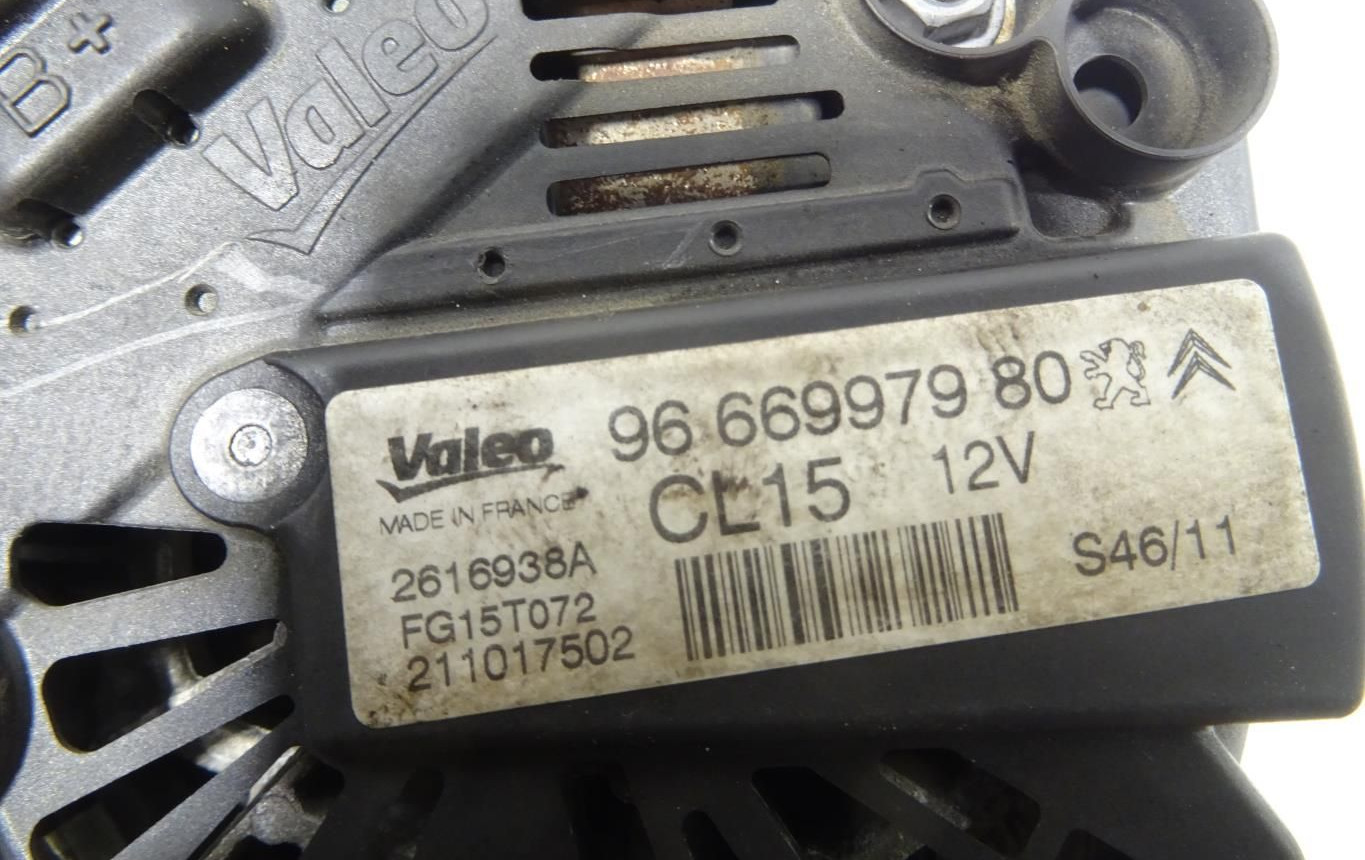 B+
Valeo
Valeo 96 669979 80
MADE IN FRANCE CL15 12V
2616938A S46/11
FG15T072
211017502